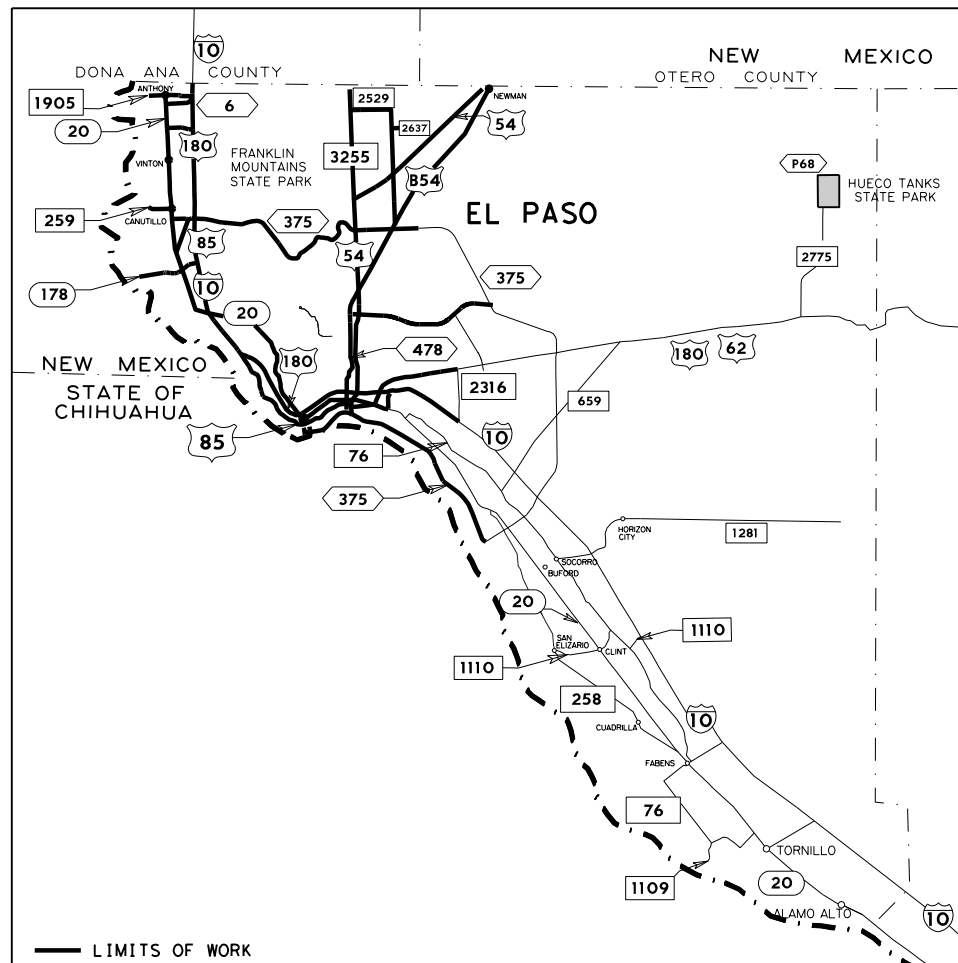 10
NEW MEXICO
DONA ANA COUNTY
OTERO COUNTY
ANTHONY
1905
6
2529
NEWMAN
20
2637
54
180
3255
VINTON
FRANKLIN
MOUNTAINS
STATE PARK
P68
B54
HUECO TANKS
STATE PARK
259
CANUTILLO
375
EL PASO
85
54
2775
375
178
10
20
478
180
62
NEW MEXICO
180
STATE OF
CHIHUAHUA
2316
659
85
10
76
375
HORIZON
CITY
1281
SOCORRO
BUFORD
20
1110
SAN
ELIZARIO
CLINT
1110
258
10
CUADRILLA
FABENS
76
TORNILLO
1109
20
ALAMO ALTO
10
LIMITS OF WORK